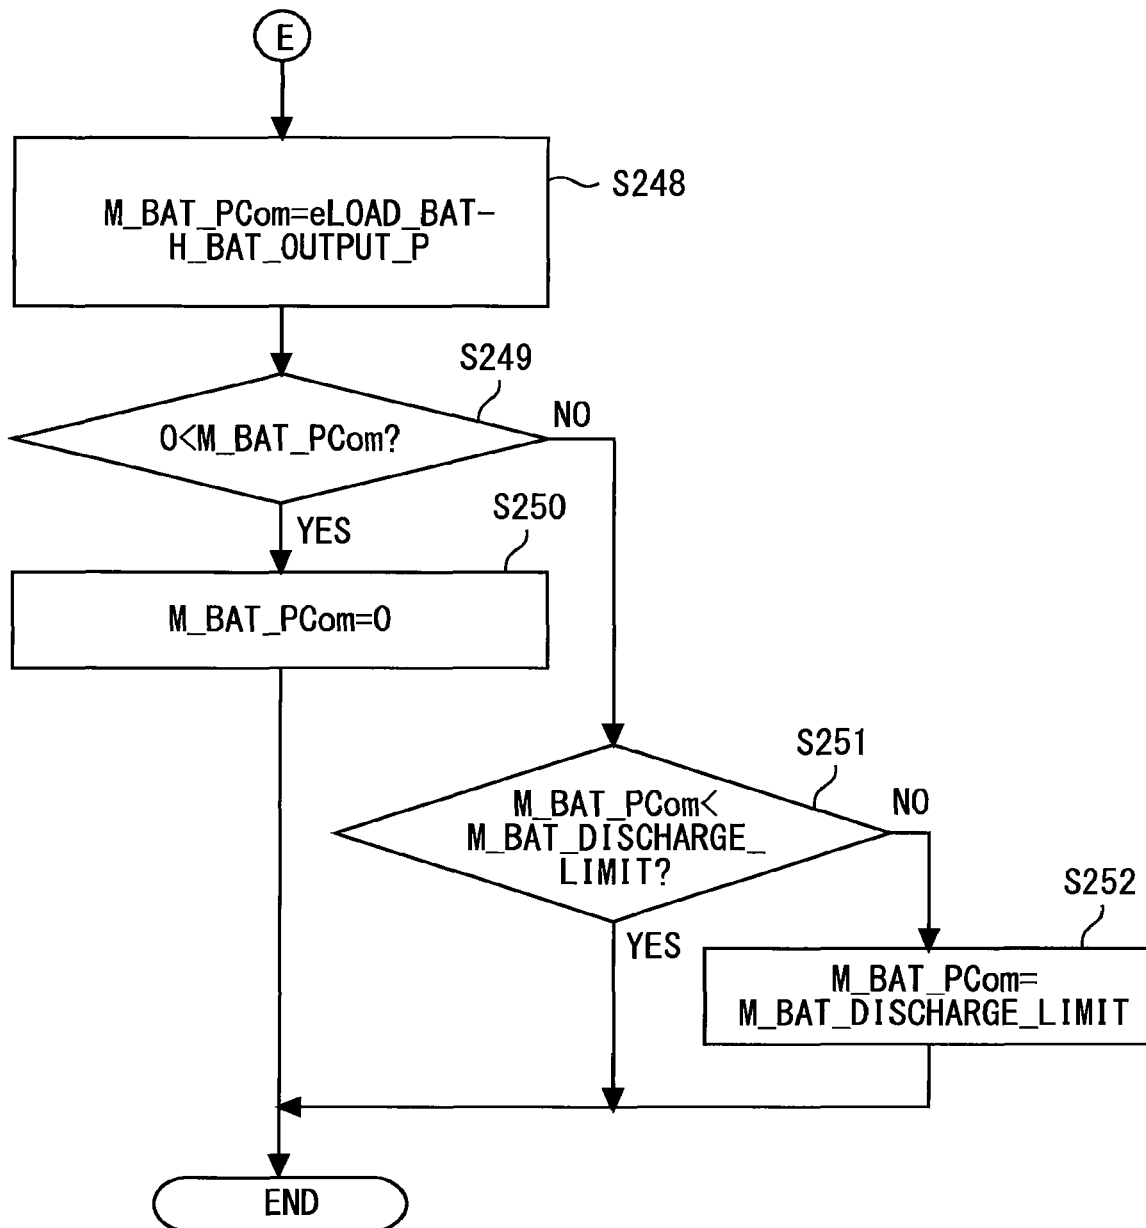 E
M_BAT_PCom=eLOAD_BAT-
H_BAT_OUTPUT_P
S248
S249
0<M_BAT_PCom?
NO
YES
S250
M_BAT_PCom=0
S251
M_BAT_PCom<
M_BAT_DISCHARGE_
LIMIT?
NO
YES
S252
M_BAT_PCom=
M_BAT_DISCHARGE_LIMIT
END